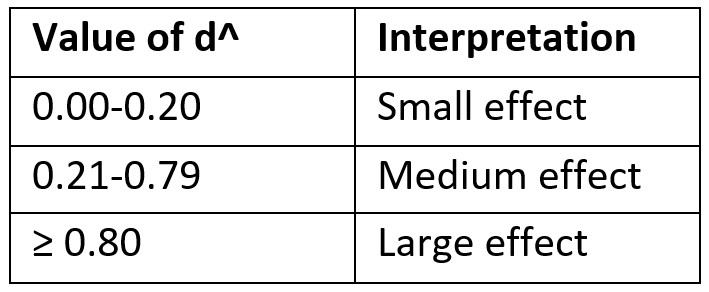 Value of d^ Interpretation
0.00-0.20 Small effect
0.21-0.79 Medium effect
≥ 0.80 Large effect